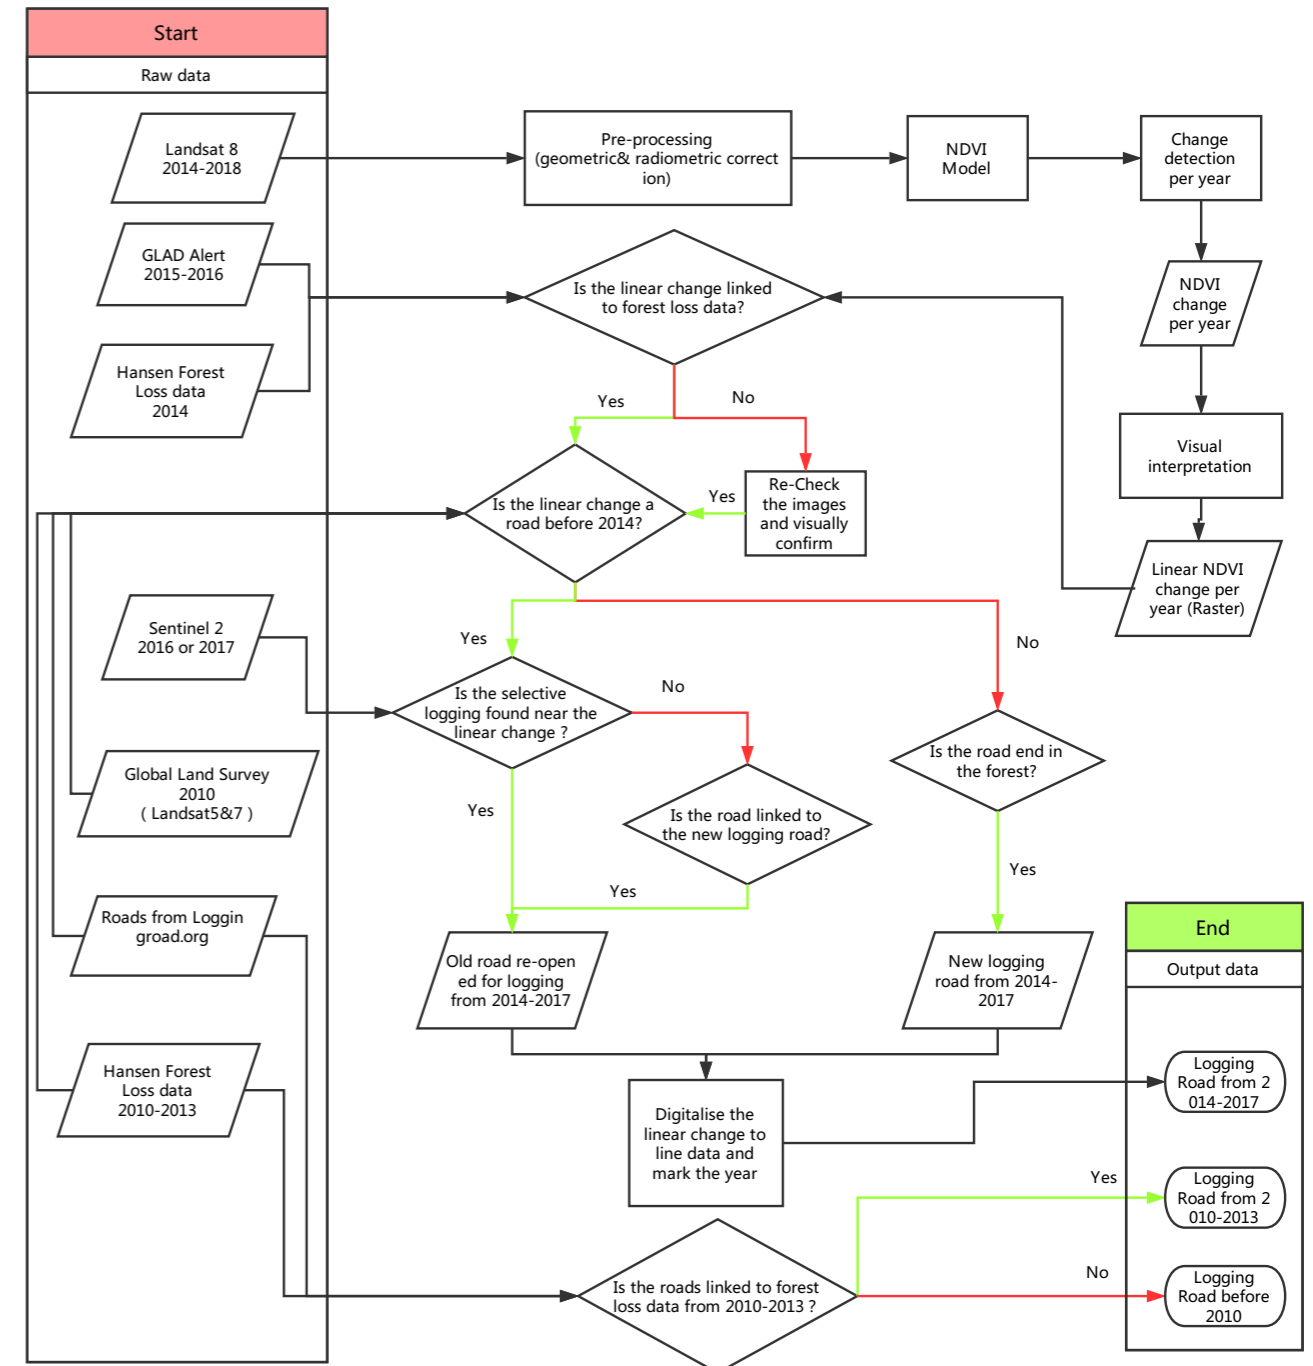 Start
Raw data
Landsat 8
2014-2018
Pre-processing
(geometric& radiometric correct
ion)
NDVI
Model
Change
detection
per year
GLAD Alert
2015-2016
Is the linear change linked
to forest loss data?
NDVI
change
per year
Hansen Forest
Loss data
2014
Yes
No
Visual
interpretation
Is the linear change a
road before 2014?
Yes
Re-Check
the images
and visually
confirm
Linear NDVI
change per
year (Raster)
Sentinel 2
2016 or 2017
Yes
No
Is the selective
logging found near the
linear change ?
No
Is the road end in
the forest?
Global Land Survey
2010
( Landsat5&7 )
Yes
Is the road linked to
the new logging road?
Yes
Yes
Roads from Loggin
groad.org
Old road re-open
ed for logging
from 2014-2017
New logging
road from 2014-
2017
End
Output data
Hansen Forest
Loss data
2010-2013
Digitalise the
linear change to
line data and
mark the year
Logging
Road from 2
014-2017
Yes
Logging
Road from 2
010-2013
Is the roads linked to forest
loss data from 2010-2013 ?
No
Logging
Road before
2010